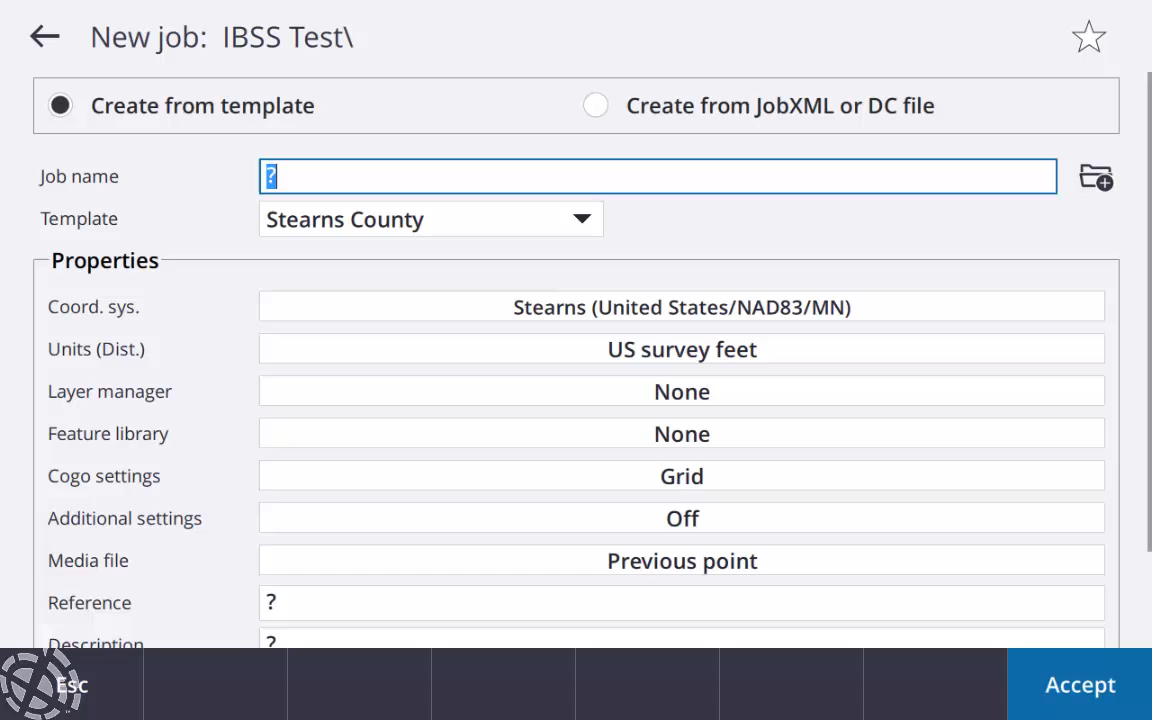 New job: IBSS Test\
Create from template
Create from JobXML or DC file
Job name ?
Template Stearns County
Properties
Coord. sys. Stearns (United States/NAD83/MN)
Units (Dist.) US survey feet
Layer manager None
Feature library None
Cogo settings Grid
Additional settings Off
Media file Previous point
Reference ?
Description ?
Esc
Accept